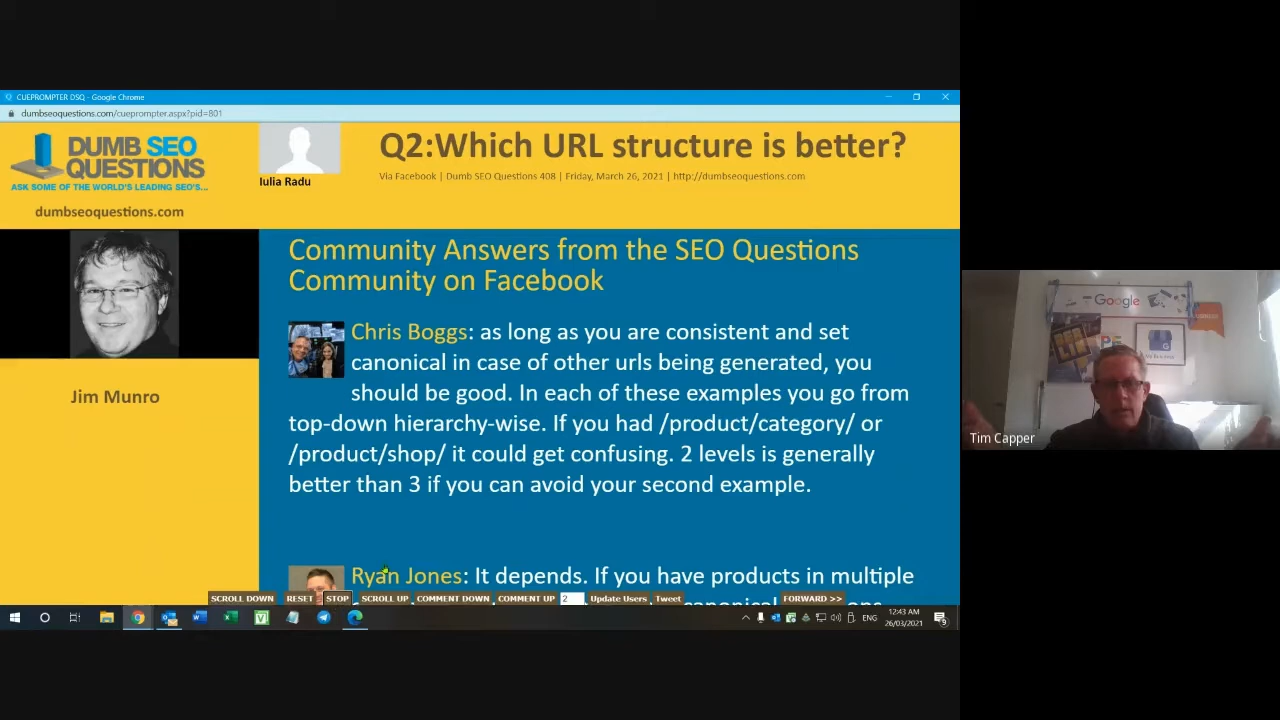 CUEPROMPTER DSQ - Google Chrome
dumbseoquestions.com/cueprompter.aspx?pid=801
DUMB SEO
QUESTIONS
ASK SOME OF THE WORLD'S LEADING SEO'S...
dumbseoquestions.com
Iulia Radu
Q2:Which URL structure is better?
Via Facebook | Dumb SEO Questions 408 | Friday, March 26, 2021 | http://dumbseoquestions.com
Jim Munro
Community Answers from the SEO Questions
Community on Facebook
Chris Boggs: as long as you are consistent and set
canonical in case of other urls being generated, you
should be good. In each of these examples you go from
top-down hierarchy-wise. If you had /product/category/ or
/product/shop/ it could get confusing. 2 levels is generally
better than 3 if you can avoid your second example.
Ryan Jones: It depends. If you have products in multiple
SCROLL DOWN RESET STOP SCROLL UP COMMENT DOWN COMMENT UP 2 Update Users Tweet FORWARD >>
ENG
12:43 AM
26/03/2021
Google
My Business
Tim Capper